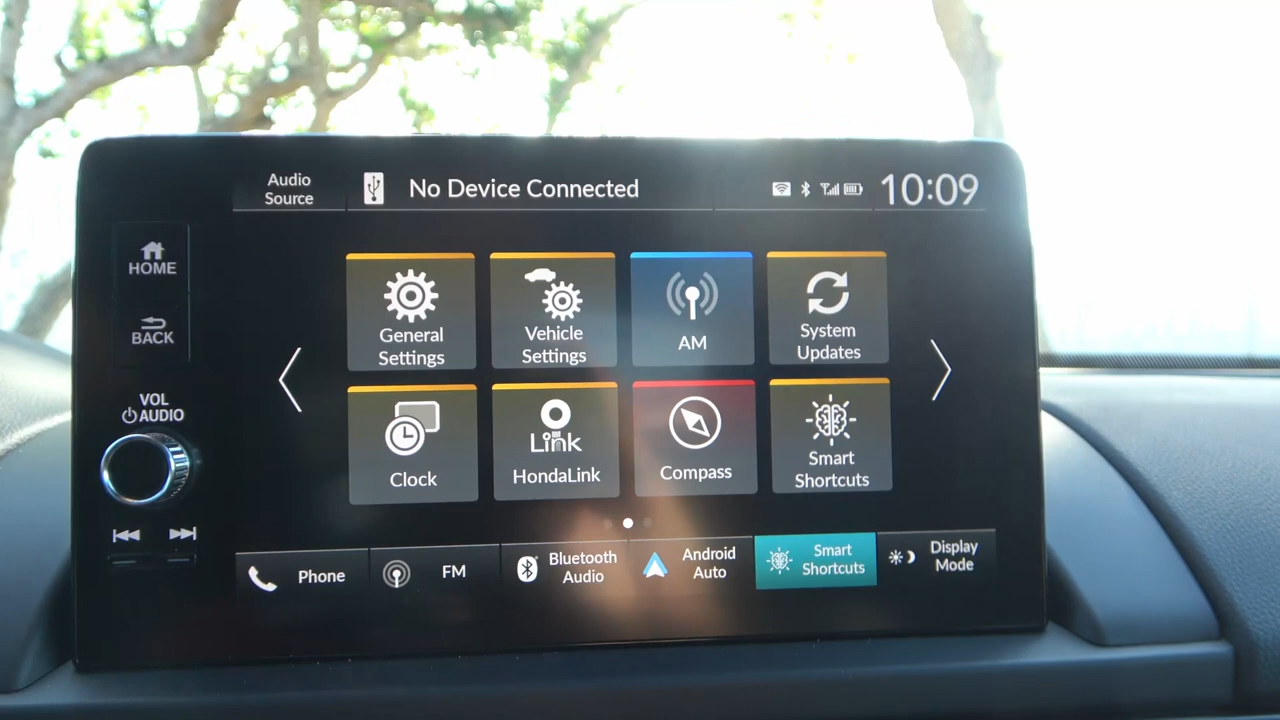 Audio
Source
No Device Connected
10:09
HOME
BACK
VOL
AUDIO
General
Settings
Vehicle
Settings
AM
System
Updates
Clock
Link
HondaLink
Compass
Smart
Shortcuts
Phone
FM
Bluetooth
Audio
Android
Auto
Smart
Shortcuts
Display
Mode